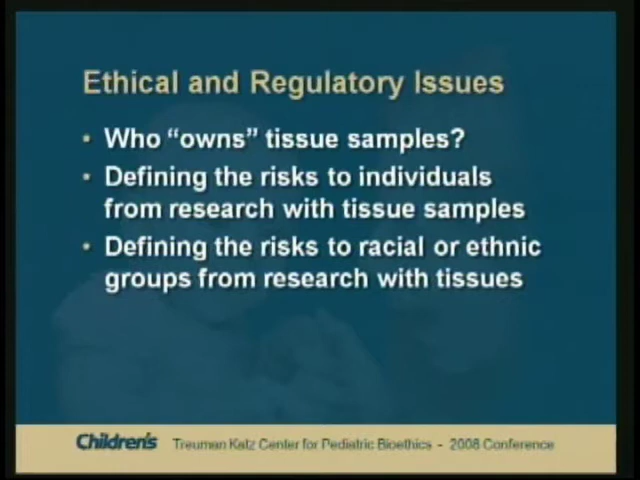 Ethical and Regulatory Issues
• Who “owns” tissue samples?
• Defining the risks to individuals
from research with tissue samples
• Defining the risks to racial or ethnic
groups from research with tissues
Children's Treuman Katz Center for Pediatric Bioethics - 2008 Conference